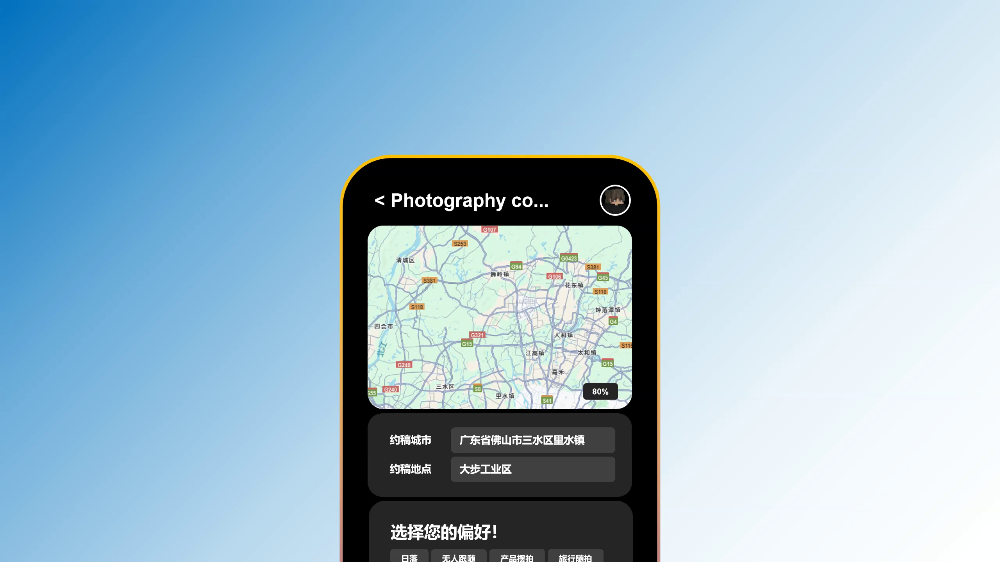 < Photography co...
G107
S253
清城区
G0423
G94
S381
狮岭镇
G106
G45
S381
花东镇
S118
S118
钟落潭镇
G4
四会市
G321
人和镇
G15
S115
北江
江高镇
太和镇
G240
G15
嘉禾
三水区
S8
G240
80%
G55
里水镇
S41
约稿城市 广东省佛山市三水区里水镇
约稿地点 大步工业区
选择您的偏好!
日落 无人跟随 产品摆拍 旅行随拍